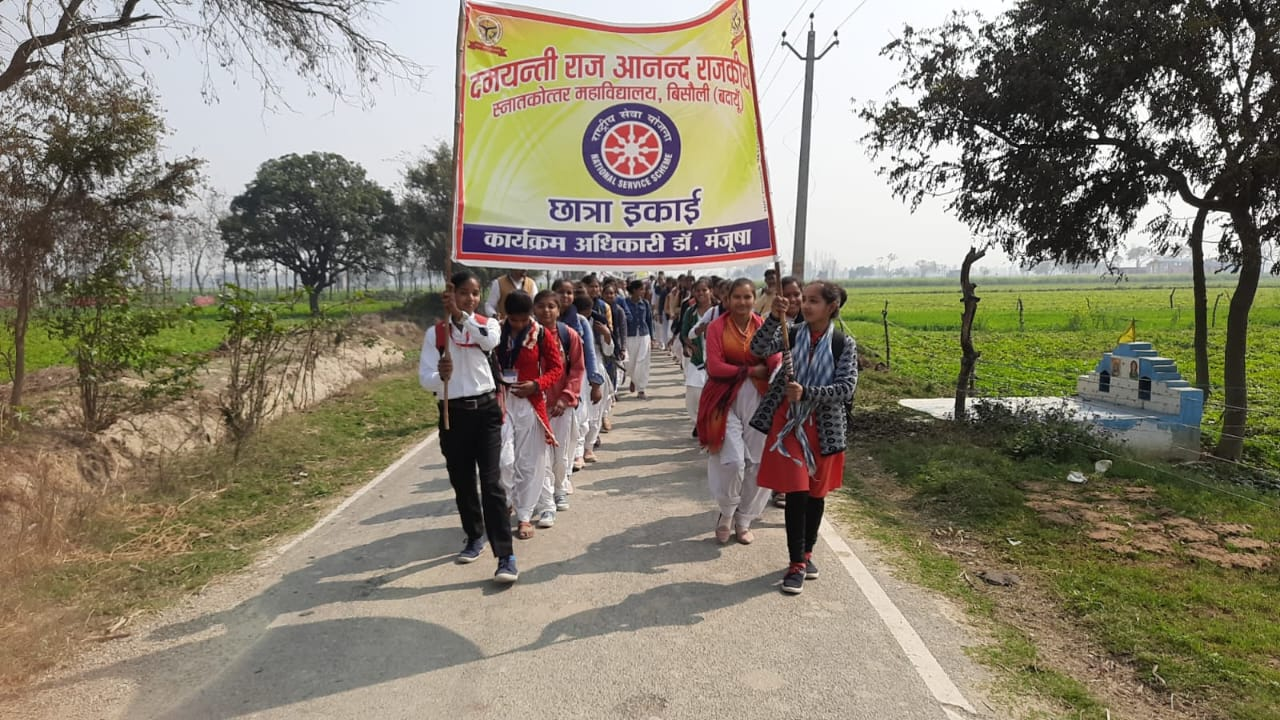 दमयन्ती राज आनन्द राजकीय
स्नातकोत्तर महाविद्यालय, बिसौली (बदायूँ)
राष्ट्रीय सेवा योजना
NATIONAL SERVICE SCHEME
छात्रा इकाई
कार्यक्रम अधिकारी डॉ. मंजूषा